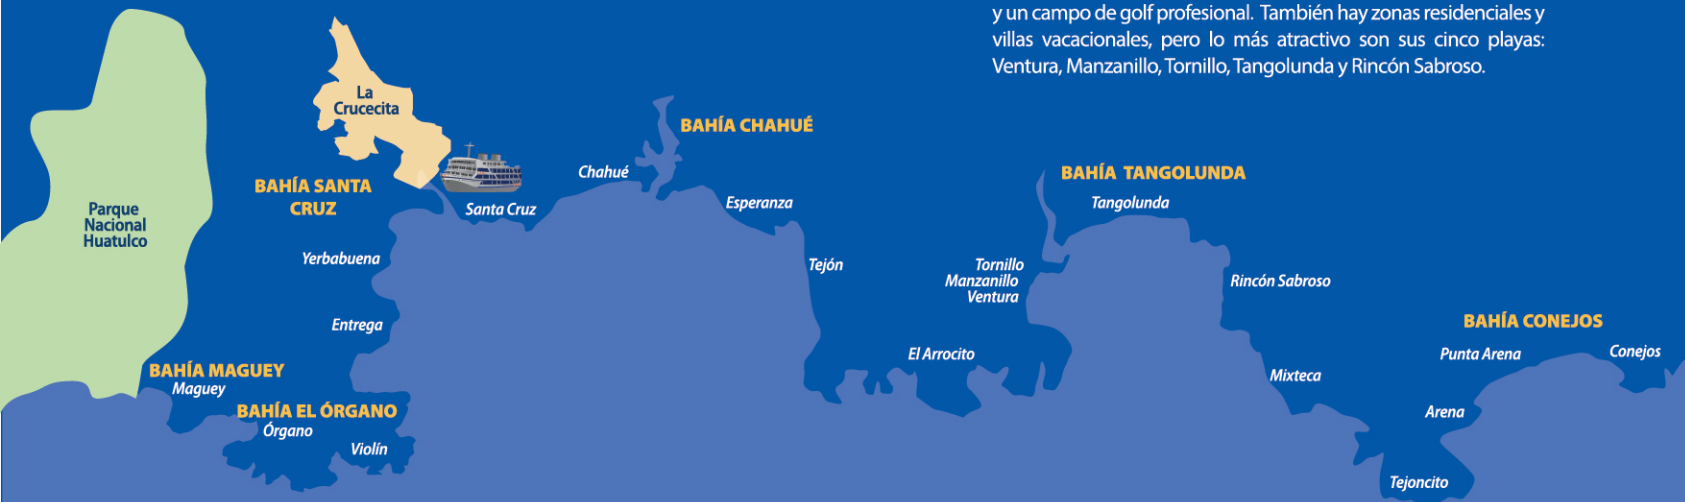 y un campo de golf profesional. También hay zonas residenciales y
villas vacacionales, pero lo más atractivo son sus cinco playas:
Ventura, Manzanillo, Tornillo, Tangolunda y Rincón Sabroso.
La
Crucecita
BAHÍA CHAHUÉ
Chahué
BAHÍA TANGOLUNDA
BAHÍA SANTA
CRUZ
Santa Cruz
Esperanza
Tangolunda
Parque
Nacional
Huatulco
Yerbabuena
Tejón
Tornillo
Manzanillo
Ventura
Rincón Sabroso
Entrega
BAHÍA CONEJOS
El Arrocito
Punta Arena
Conejos
BAHÍA MAGUEY
Maguey
Mixteca
BAHÍA EL ÓRGANO
Órgano
Arena
Violín
Tejoncito